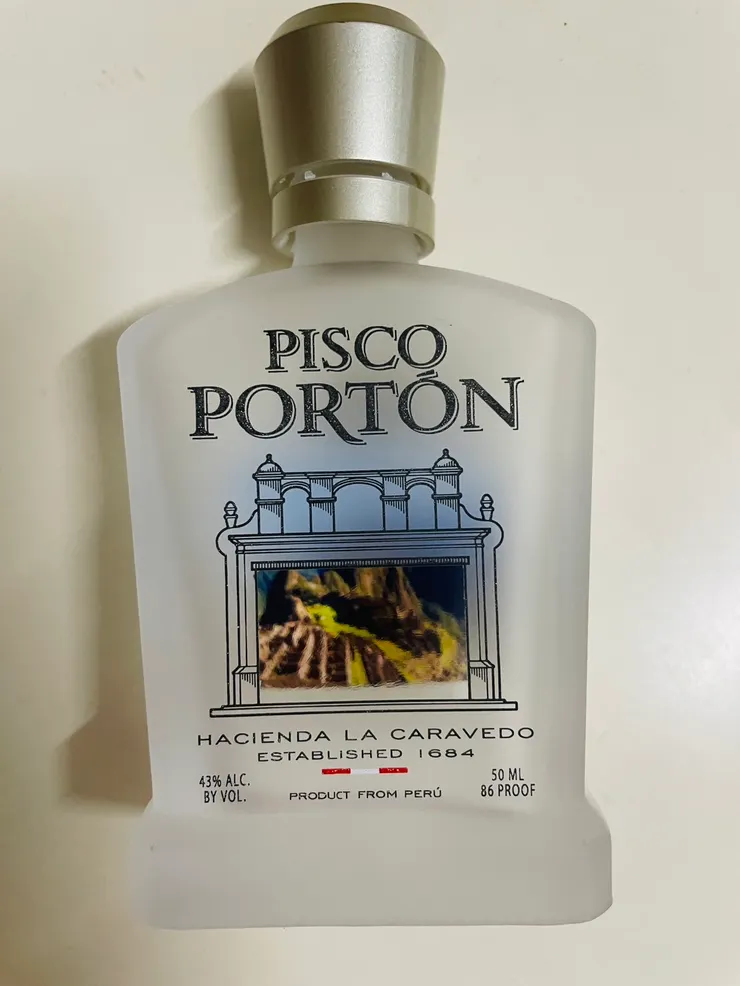 PISCO
PORTÓN
HACIENDA LA CARAVEDO
ESTABLISHED 1684
43% ALC.
BY VOL.
PRODUCT FROM PERÚ
50 ML
86 PROOF